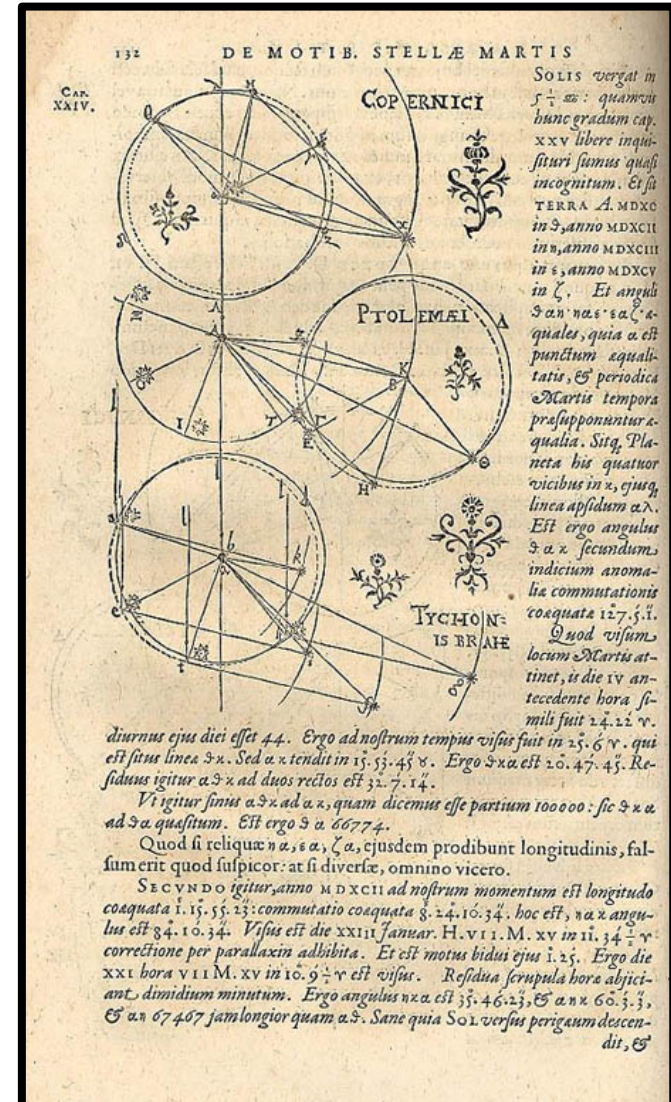 132 DE MOTIB. STELLÆ MARTIS
CAP.
XXIV.
COPERNICI
PTOLEMÆI
TYCHON-
IS BRAHE
SOLIS vergat in
5 ½ ♒: quamvis
hunc gradum cap.
XXV libere inqui-
situri sumus quasi
incognitum. Et sit
TERRA A. MDXC
in ϑ, anno MDXCII
in η, anno MDXCIII
in ε, anno MDXCV
in ζ. Et anguli
ϑαη· ηαε· εαζ æ-
quales, quia α est
punctum æquali-
tatis, & periodica
Martis tempora
præsupponuntur æ-
qualia. Sitq; Pla-
neta his quatuor
vicibus in κ, ejusq;
linea apsidum αλ.
Est ergo angulus
ϑακ secundum
indicium anoma-
liæ commutationis
coæquatæ 127.5.1.
Quod visum
locum Martis at-
tinet, is die IV an-
tecedente hora si-
mili fuit 24.22 ♈.
diurnus ejus diei esset 44. Ergo ad nostrum tempus visus fuit in 25.6 ♈. qui
est situs lineæ ϑκ. Sed ακ tendit in 15.53.45 ♉. Ergo ϑκα est 20.47.45. Re-
siduus igitur αϑκ ad duos rectos est 32.7.14.
Vt igitur sinus αϑκ ad ακ, quam dicemus esse partium 100000: sic ϑκα
ad ϑα quæsitum. Est ergo ϑα 66774.
Quod si reliquæ ηα, εα, ζα, ejusdem prodibunt longitudinis, fal-
sum erit quod suspicor: at si diversæ, omnino vicero.
SECVNDO igitur, anno MDXCII ad nostrum momentum est longitudo
coæquata 1.15.55.23: commutatio coæquata 8.24.10.34. hoc est, ηακ angu-
lus est 84.10.34. Visus est die XXIII Januar. H. VII. M. XV in 11.34 ½ ♈
correctione per parallaxin adhibita. Et est motus bidui ejus 1.25. Ergo die
XXI hora VII M. XV in 10.9 ½ ♈ est visus. Residua scrupula horæ abjici-
ant dimidium minutum. Ergo angulus ηκα est 35.46.23, & αηκ 60.3.3,
& αη 67467 jam longior quam αϑ. Sane quia SOL versus perigæum descen-
dit, &